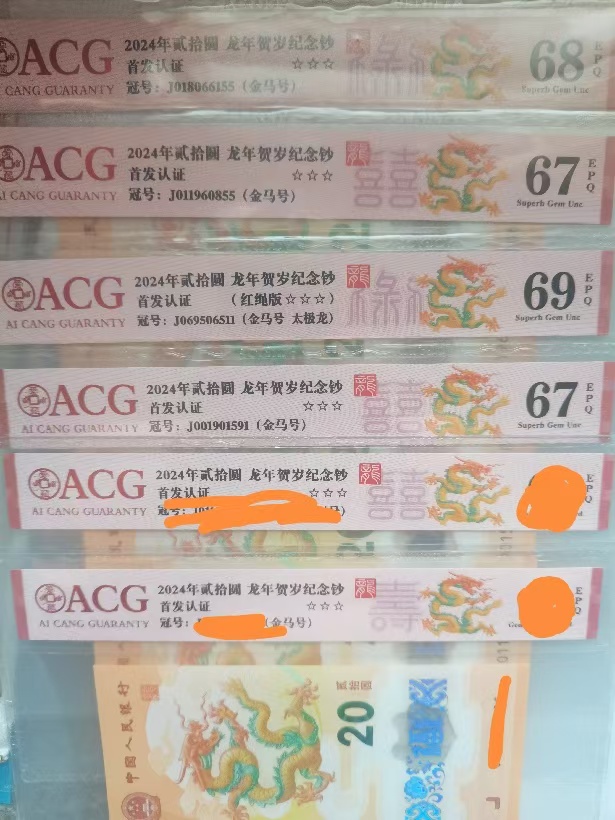 ACG
CANG GUARANTY
2024年贰拾圆 龙年贺岁纪念钞
首发认证 ☆☆☆
冠号: J018066155 (金马号)
68
EPQ
Superb Gem Unc
ACG
AI CANG GUARANTY
2024年贰拾圆 龙年贺岁纪念钞
首发认证 ☆☆☆
冠号: J011960855 (金马号)
囍
67
EPQ
Superb Gem Unc
ACG
AI CANG GUARANTY
2024年贰拾圆 龙年贺岁纪念钞
首发认证 (红绳版☆☆☆)
冠号: J069506511 (金马号 太极龙)
69
EPQ
Superb Gem Unc
ACG
AI CANG GUARANTY
2024年贰拾圆 龙年贺岁纪念钞
首发认证 ☆☆☆
冠号: J001901591 (金马号)
囍
67
EPQ
Superb Gem Unc
ACG
AI CANG GUARANTY
2024年贰拾圆 龙年贺岁纪念钞
首发认证 ☆☆☆
冠号:
囍
EPQ
ACG
AI CANG GUARANTY
2024年贰拾圆 龙年贺岁纪念钞
首发认证 ☆☆☆
冠号: (金马号)
寿
EPQ
中国人民银行
贰拾圆
20